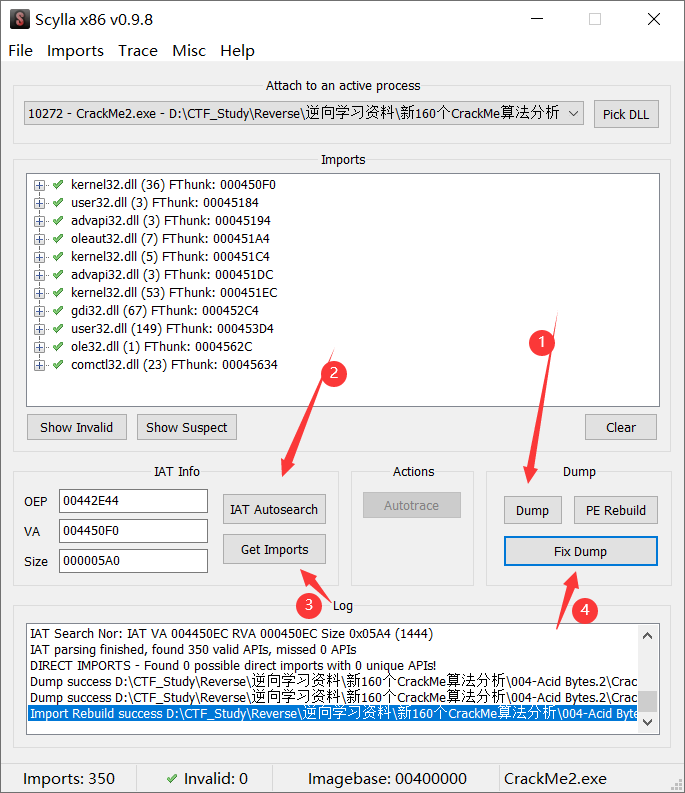 Scylla x86 v0.9.8
File Imports Trace Misc Help
Attach to an active process
10272 - CrackMe2.exe - D:\CTF_Study\Reverse\逆向学习资料\新160个CrackMe算法分析
Pick DLL
Imports
kernel32.dll (36) FThunk: 000450F0
user32.dll (3) FThunk: 00045184
advapi32.dll (3) FThunk: 00045194
oleaut32.dll (7) FThunk: 000451A4
kernel32.dll (5) FThunk: 000451C4
advapi32.dll (3) FThunk: 000451DC
kernel32.dll (53) FThunk: 000451EC
gdi32.dll (67) FThunk: 000452C4
user32.dll (149) FThunk: 000453D4
ole32.dll (1) FThunk: 0004562C
comctl32.dll (23) FThunk: 00045634
1
2
Show Invalid Show Suspect Clear
IAT Info Actions Dump
OEP 00442E44 IAT Autosearch Autotrace Dump PE Rebuild
VA 004450F0
Size 000005A0 Get Imports Fix Dump
3
4
Log
IAT Search Nor: IAT VA 004450EC RVA 000450EC Size 0x05A4 (1444)
IAT parsing finished, found 350 valid APIs, missed 0 APIs
DIRECT IMPORTS - Found 0 possible direct imports with 0 unique APIs!
Dump success D:\CTF_Study\Reverse\逆向学习资料\新160个CrackMe算法分析\004-Acid Bytes.2\Crac
Dump success D:\CTF_Study\Reverse\逆向学习资料\新160个CrackMe算法分析\004-Acid Bytes.2\Crac
Import Rebuild success D:\CTF_Study\Reverse\逆向学习资料\新160个CrackMe算法分析\004-Acid Byte
Imports: 350 Invalid: 0 Imagebase: 00400000 CrackMe2.exe